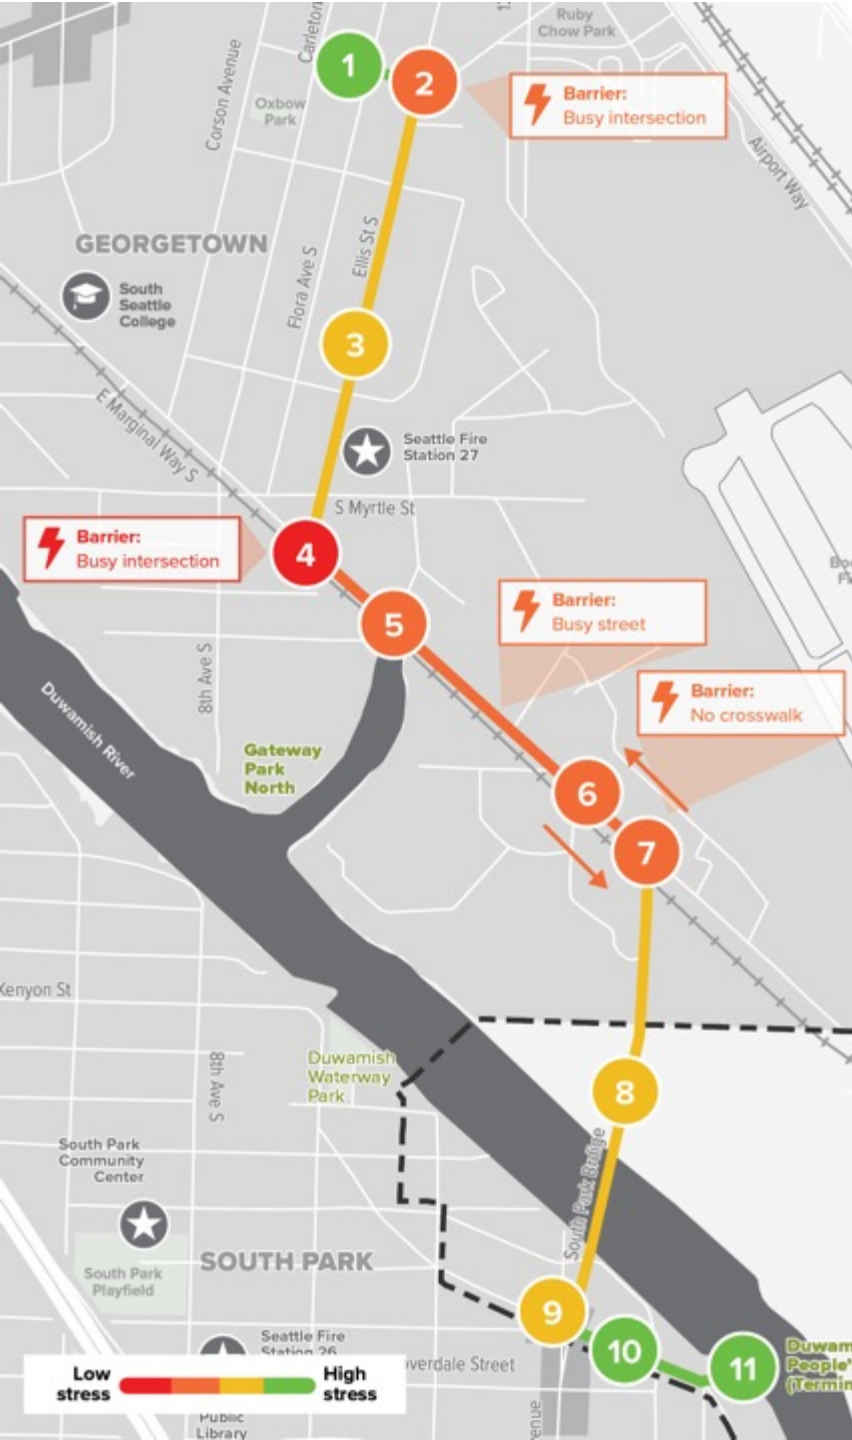 Carleton
1
2
Ruby
Chow Park
Barrier:
Busy intersection
Corson Avenue
Oxbow
Park
Airport Way
GEORGETOWN
Ellis St S
Flora Ave S
South
Seattle
College
3
E Marginal Way S
Seattle Fire
Station 27
S Myrtle St
Barrier:
Busy intersection
4
5
Barrier:
Busy street
8th Ave S
Duwamish River
Barrier:
No crosswalk
Gateway
Park
North
6
7
Kenyon St
Duwamish
Waterway
Park
8th Ave S
8
South Park
Community
Center
South Park Bridge
SOUTH PARK
South Park
Playfield
9
10
11
Seattle Fire
Station 26
Low
stress
High
stress
Public
Library